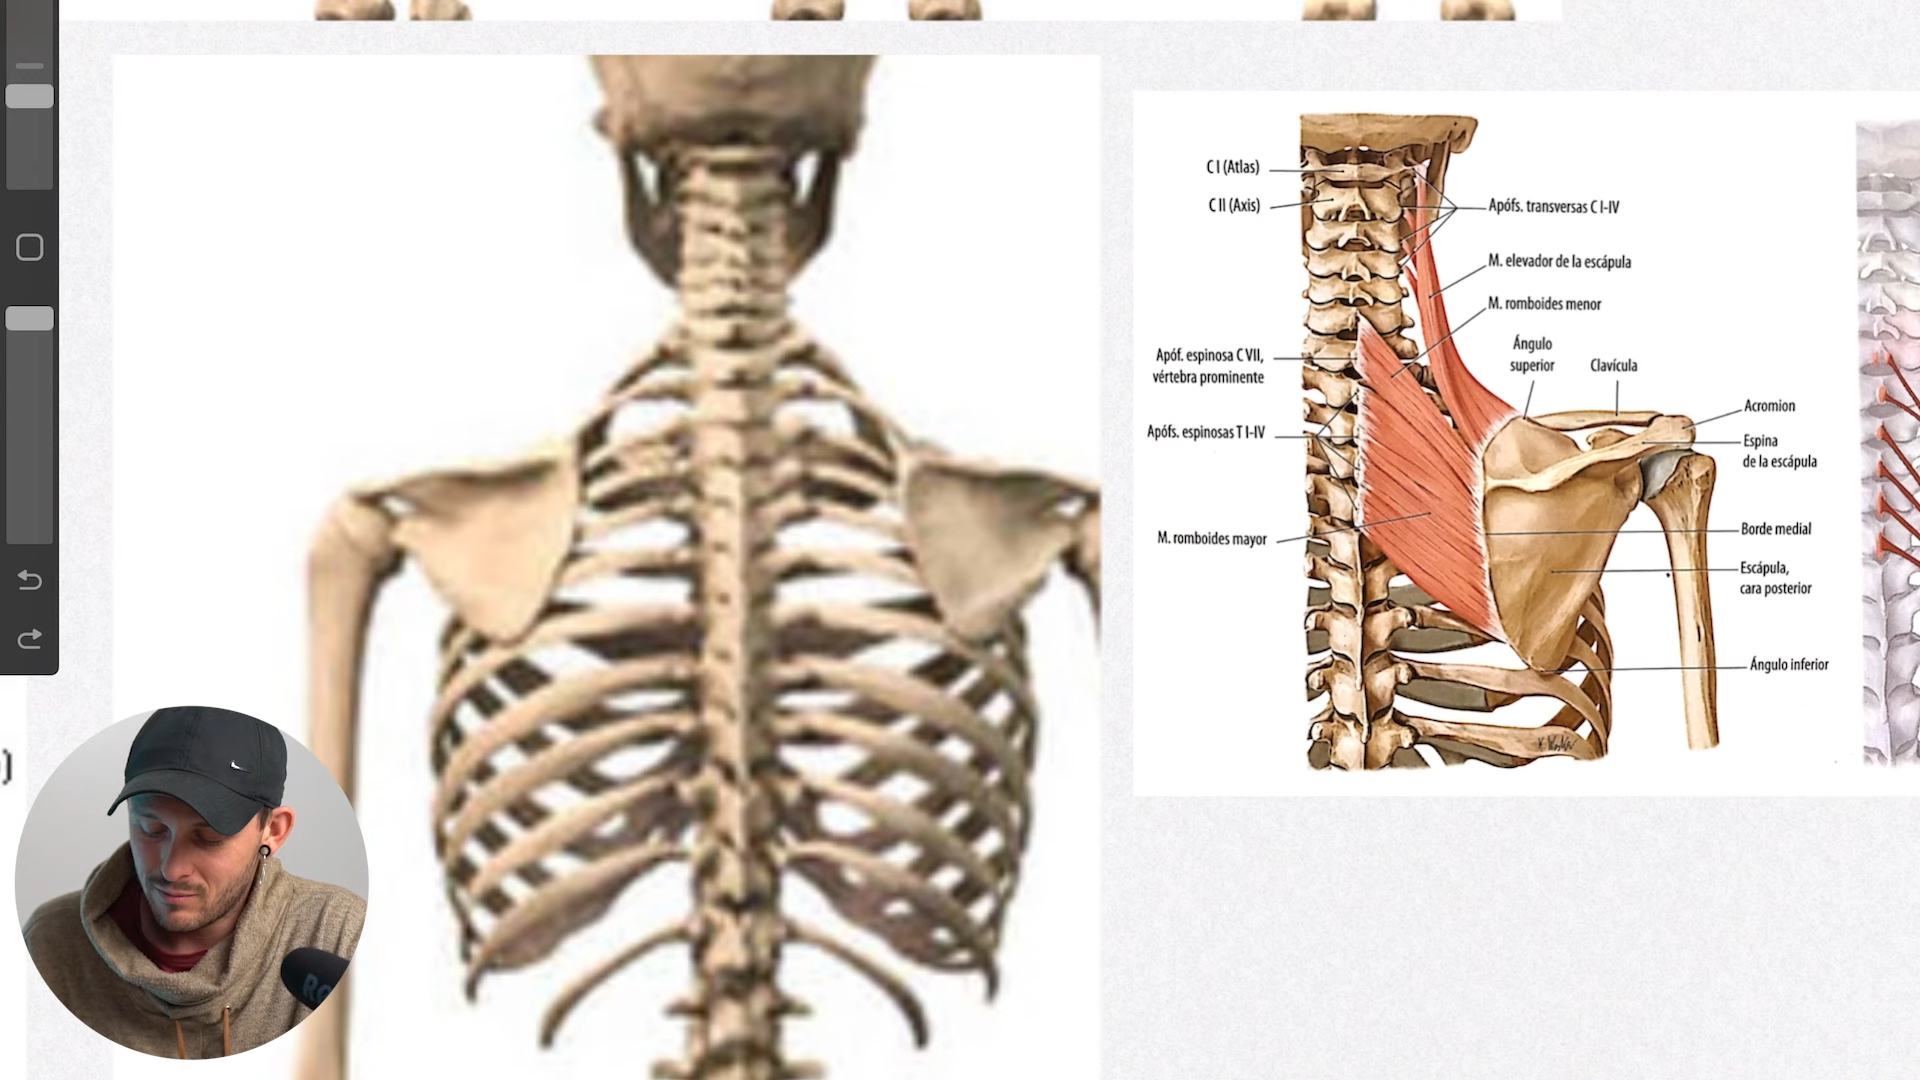 C I (Atlas)
C II (Axis)
Apófs. transversas C I-IV
M. elevador de la escápula
M. romboides menor
Ángulo
superior
Clavícula
Apóf. espinosa C VII,
vértebra prominente
Acromion
Apófs. espinosas T I-IV
Espina
de la escápula
M. romboides mayor
Borde medial
Escápula,
cara posterior
Ángulo inferior